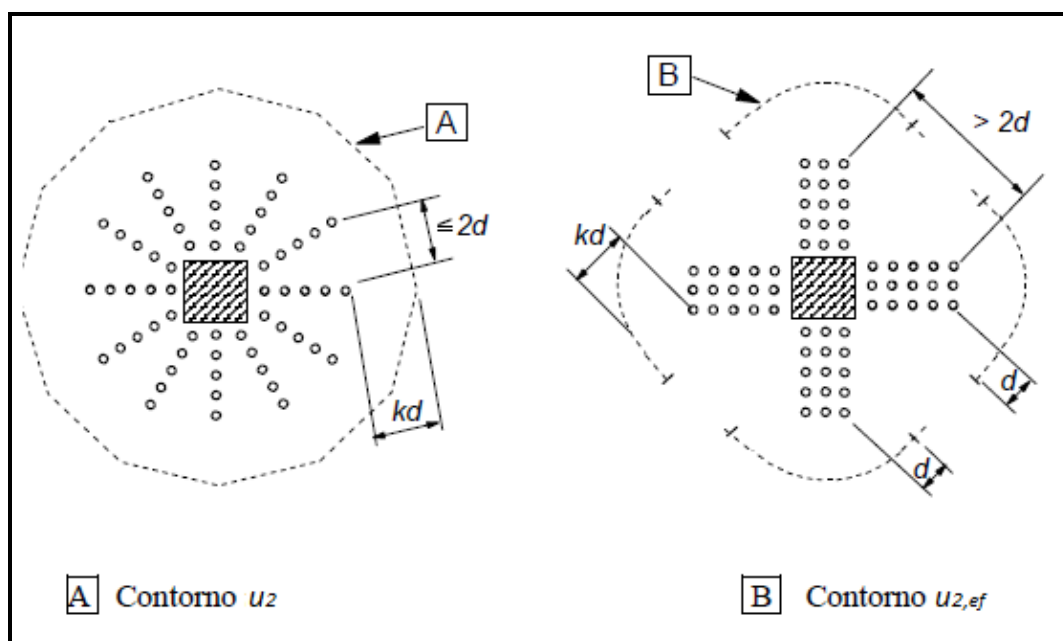 A
≦ 2d
kd
B
> 2d
kd
d
d
A Contorno u2
B Contorno u2,ef